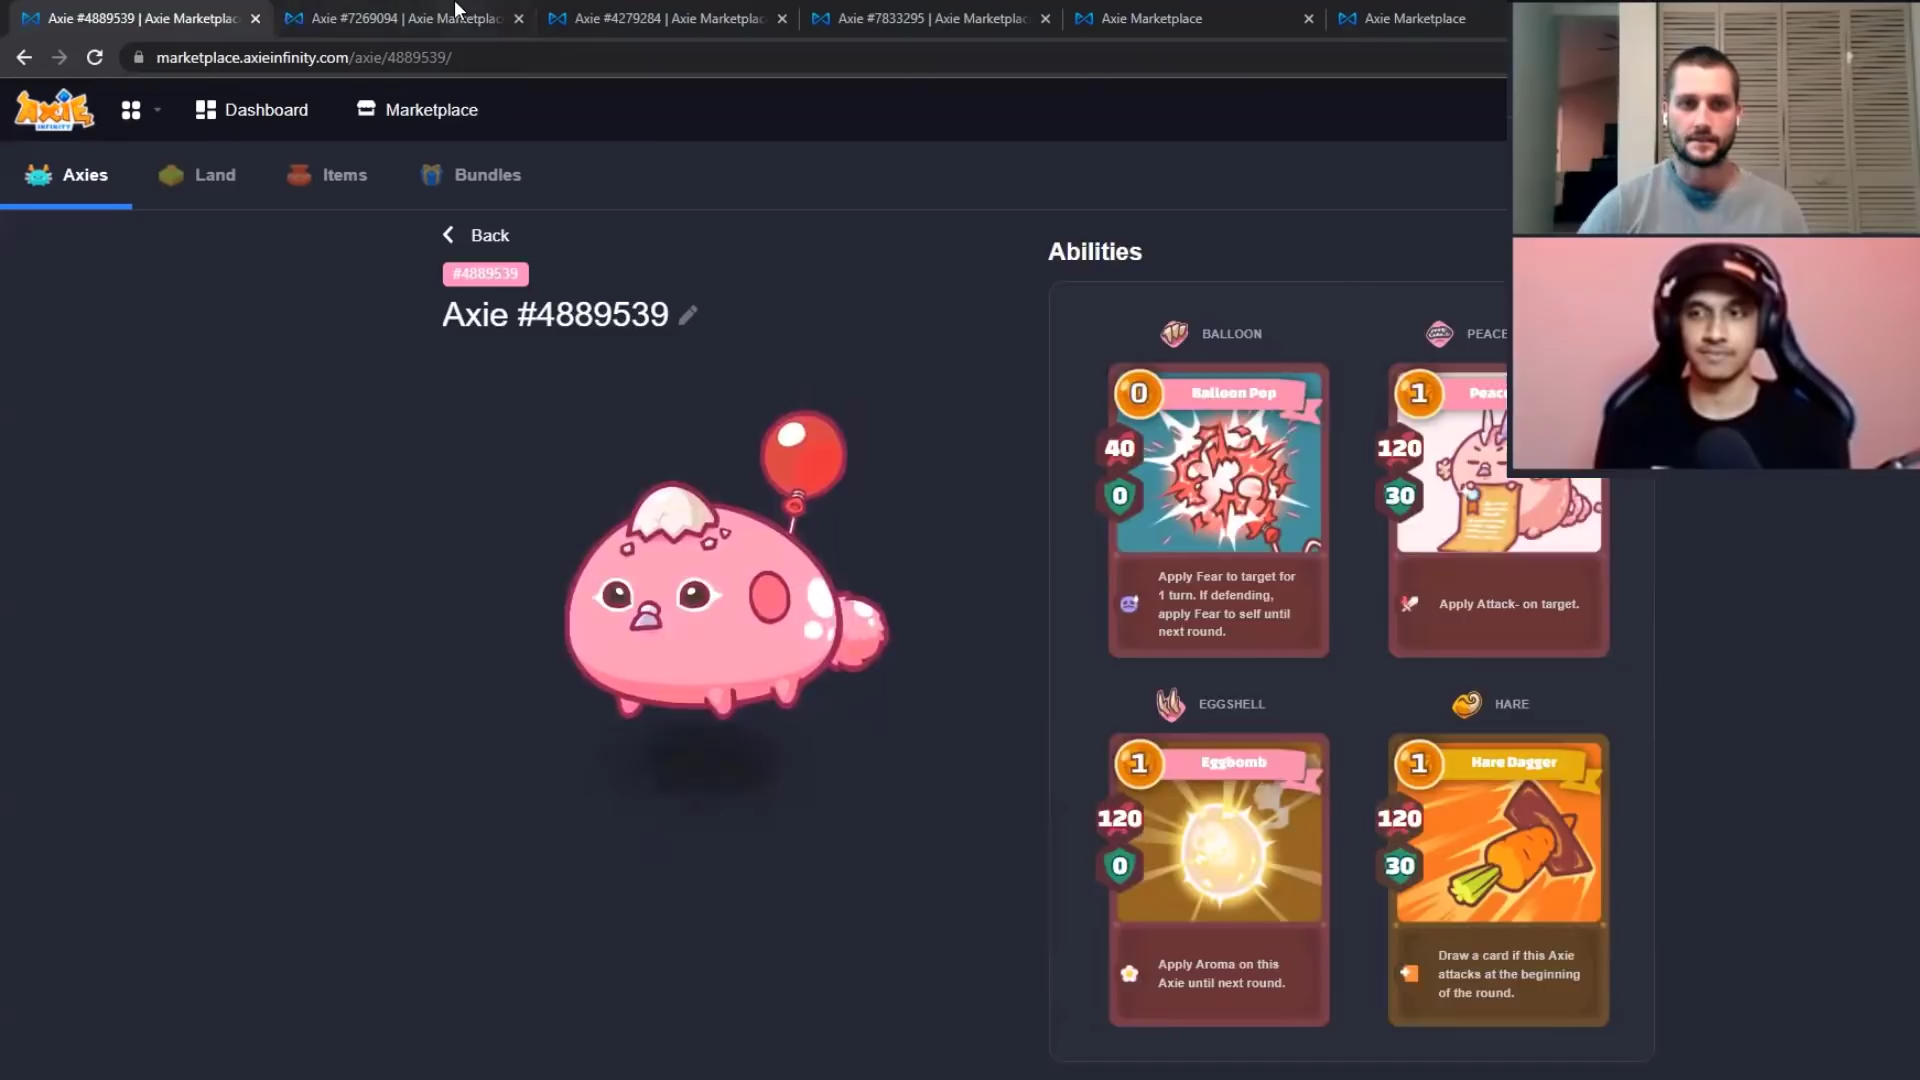 Axie #4889539 | Axie Marketplac
Axie #7269094 | Axie Marketplac
Axie #4279284 | Axie Marketplac
Axie #7833295 | Axie Marketplac
Axie Marketplace
Axie Marketplace
marketplace.axieinfinity.com/axie/4889539/
AXIE
INFINITY
Dashboard
Marketplace
Axies
Land
Items
Bundles
Back
#4889539
Axie #4889539
Abilities
BALLOON
PEACE
0
Balloon Pop
40
0
Apply Fear to target for
1 turn. If defending,
apply Fear to self until
next round.
1
Peac
120
30
Apply Attack- on target.
EGGSHELL
HARE
1
Eggbomb
120
0
Apply Aroma on this
Axie until next round.
1
Hare Dagger
120
30
Draw a card if this Axie
attacks at the beginning
of the round.